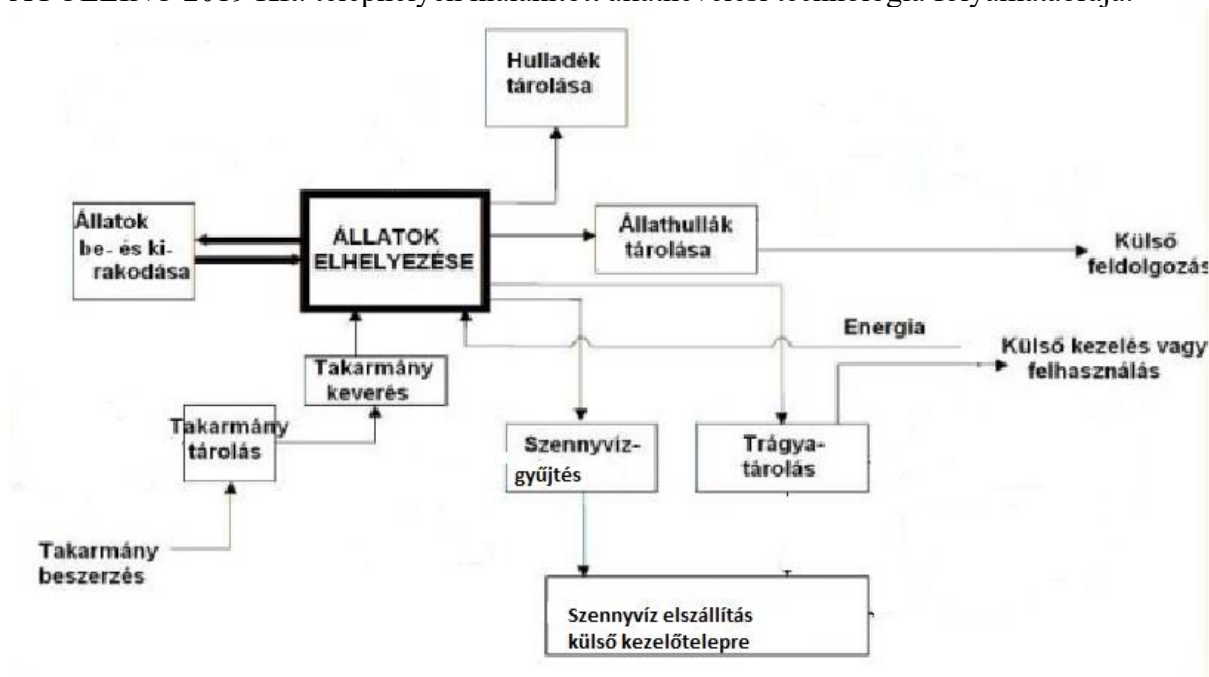 Hulladék
tárolása
Állatok
be- és ki-
rakodása
ÁLLATOK
ELHELYEZÉSE
Állathullák
tárolása
Külső
feldolgozás
Energia
Külső kezelés vagy
felhasználás
Takarmány
keverés
Takarmány
tárolás
Szennyvíz-
gyűjtés
Trágya-
tárolás
Takarmány
beszerzés
Szennyvíz elszállítás
külső kezelőtelepre